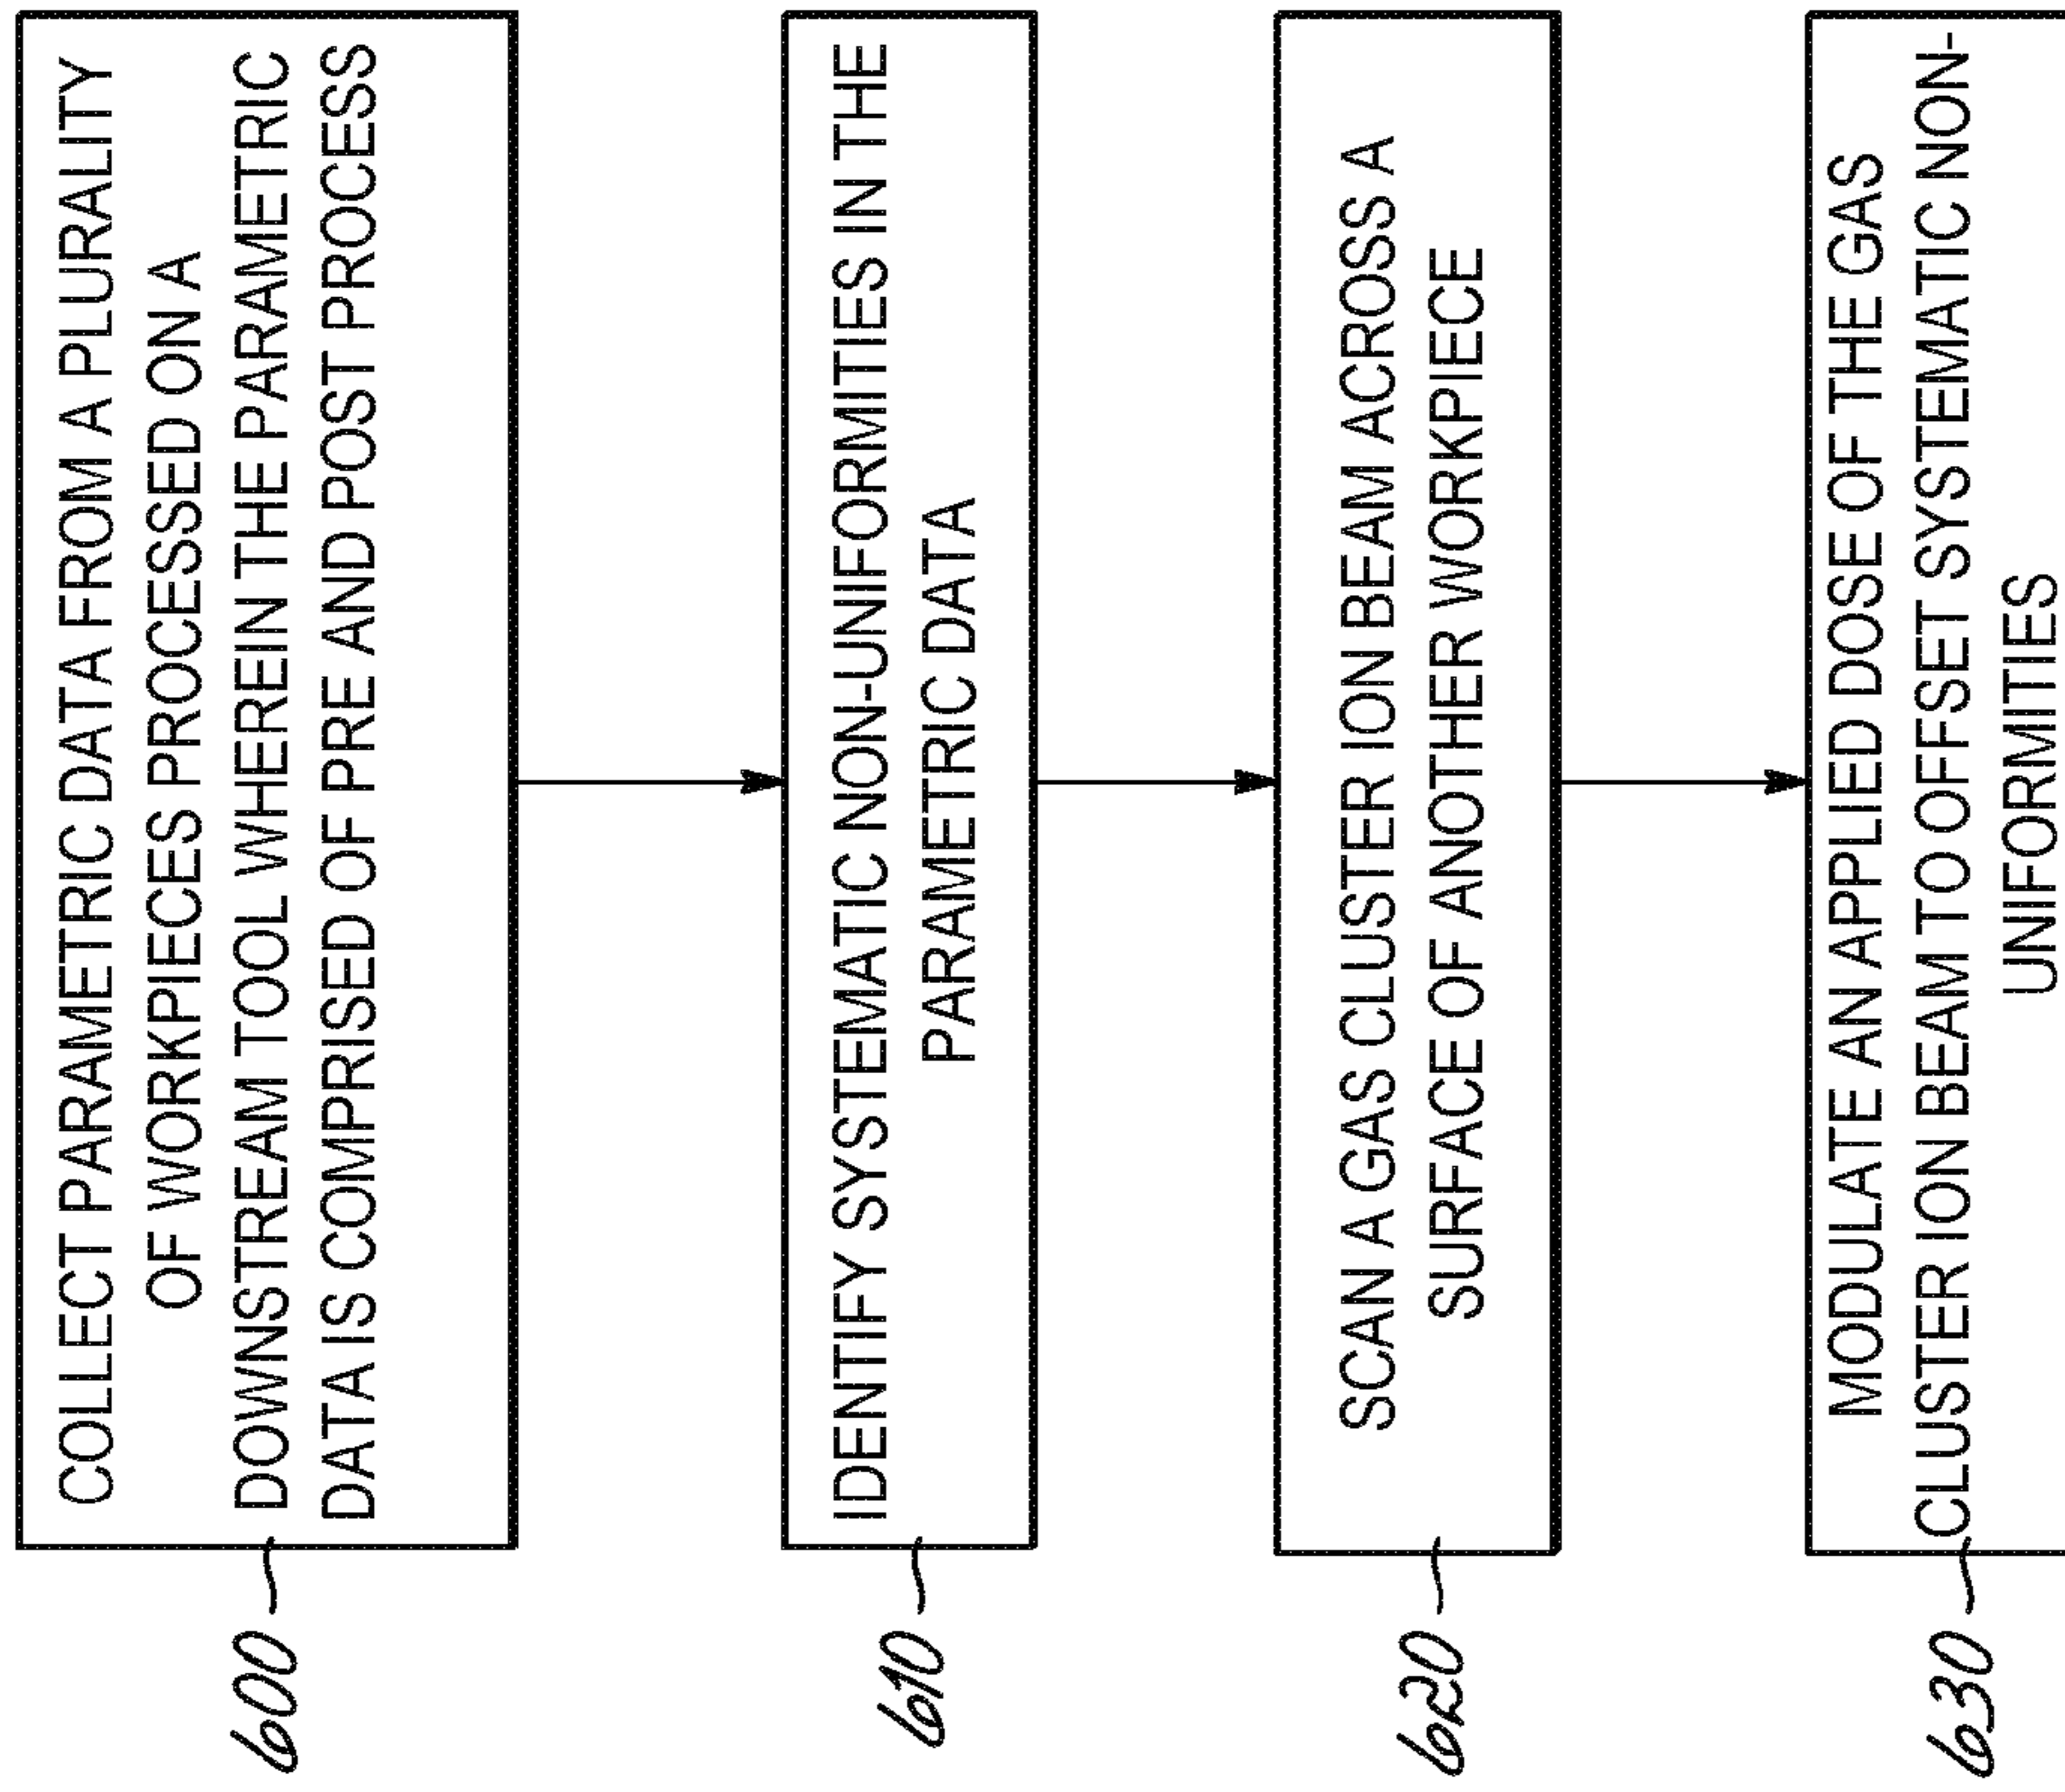 COLLECT PARAMETRIC DATA FROM A PLURALITY
OF WORKPIECES PROCESSED ON A
DOWNSTREAM TOOL WHEREIN THE PARAMETRIC
DATA IS COMPRISED OF PRE AND POST PROCESS
600
IDENTIFY SYSTEMATIC NON-UNIFORMITIES IN THE
PARAMETRIC DATA
610
SCAN A GAS CLUSTER ION BEAM ACROSS A
SURFACE OF ANOTHER WORKPIECE
620
MODULATE AN APPLIED DOSE OF THE GAS
CLUSTER ION BEAM TO OFFSET SYSTEMATIC NON-
UNIFORMITIES
630